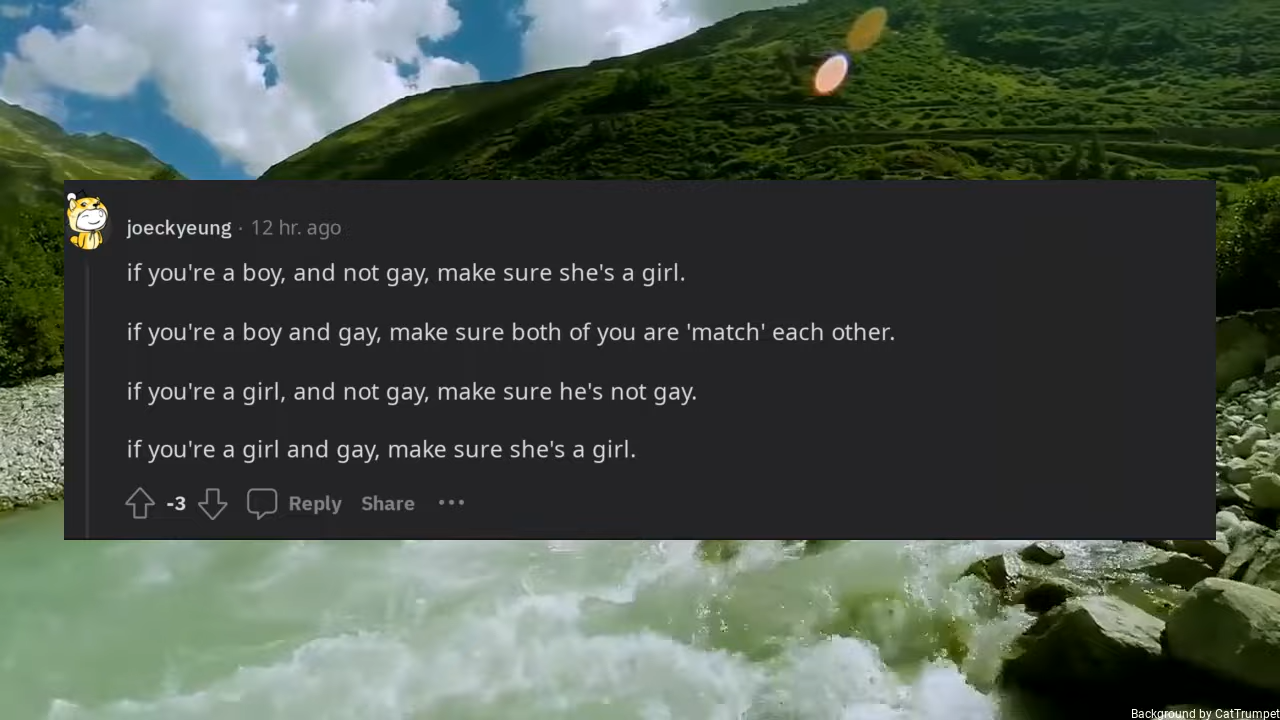 joeckyeung · 12 hr. ago
if you're a boy, and not gay, make sure she's a girl.
if you're a boy and gay, make sure both of you are 'match' each other.
if you're a girl, and not gay, make sure he's not gay.
if you're a girl and gay, make sure she's a girl.
-3 Reply Share
Background by CatTrumpet